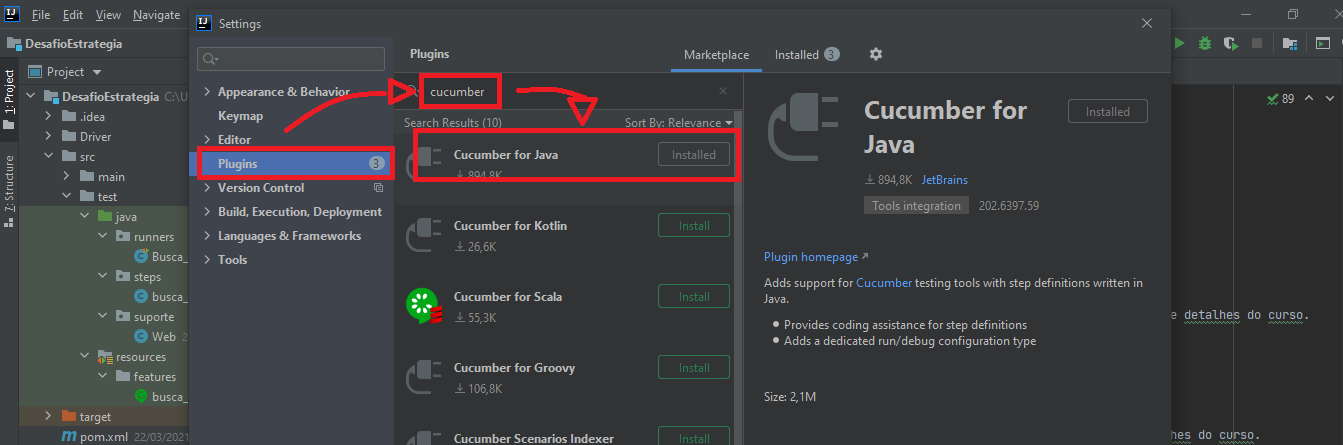 File Edit View Navigate
Settings
DesafioEstrategia
Project
1: Project
7: Structure
DesafioEstrategia C:\U
.idea
Driver
src
main
test
java
runners
Busca_
steps
busca_
suporte
Web 2
resources
features
busca_
target
pom.xml 22/03/2021
Appearance & Behavior
Keymap
Editor
Plugins 3
Version Control
Build, Execution, Deployment
Languages & Frameworks
Tools
Plugins
Marketplace
Installed 3
cucumber
Search Results (10) Sort By: Relevance
Cucumber for Java Installed
894,8K
Cucumber for Kotlin Install
26,6K
Cucumber for Scala Install
55,3K
Cucumber for Groovy Install
106,8K
Cucumber Scenarios Indexer
Cucumber for
Java
Installed
894,8K JetBrains
Tools integration 202.6397.59
Plugin homepage
Adds support for Cucumber testing tools with step definitions written in
Java.
Provides coding assistance for step definitions
Adds a dedicated run/debug configuration type
Size: 2,1M
89
e detalhes do curso.
hes do curso.